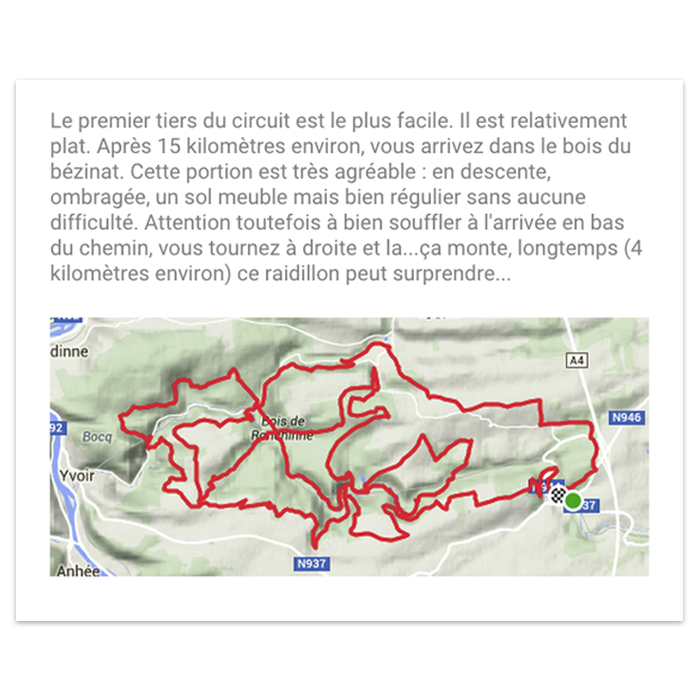 Le premier tiers du circuit est le plus facile. Il est relativement
plat. Après 15 kilomètres environ, vous arrivez dans le bois du
bézinat. Cette portion est très agréable : en descente,
ombragée, un sol meuble mais bien régulier sans aucune
difficulté. Attention toutefois à bien souffler à l'arrivée en bas
du chemin, vous tournez à droite et la...ça monte, longtemps (4
kilomètres environ) ce raidillon peut surprendre...
dinne
A4
N946
92
Bocq
Bois de
Ronchinne
Yvoir
37
N937
Anhée